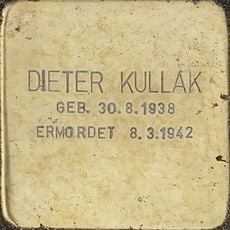 DIETER KULLAK
GEB. 30.8.1938
ERMORDET 8.3.1942